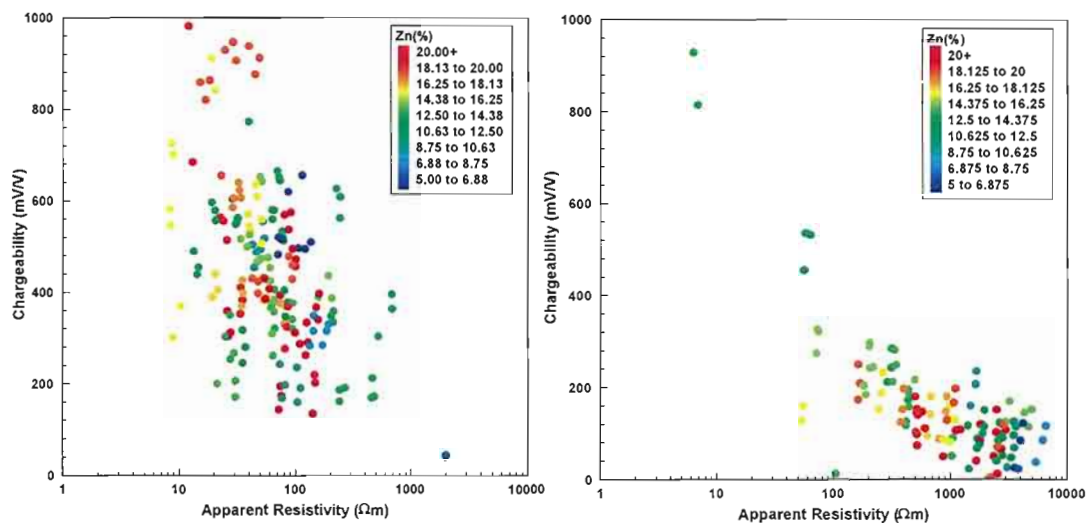 1000
800
600
400
200
0
Chargeability (mV/V)
1
10
100
1000
10000
Apparent Resistivity (Ωm)
Zn(%)
20.00+
18.13 to 20.00
16.25 to 18.13
14.38 to 16.25
12.50 to 14.38
10.63 to 12.50
8.75 to 10.63
6.88 to 8.75
5.00 to 6.88
1000
800
600
400
200
0
Chargeability (mV/V)
1
10
100
1000
10000
Apparent Resistivity (Ωm)
Zn(%)
20+
18.125 to 20
16.25 to 18.125
14.375 to 16.25
12.5 to 14.375
10.625 to 12.5
8.75 to 10.625
6.875 to 8.75
5 to 6.875